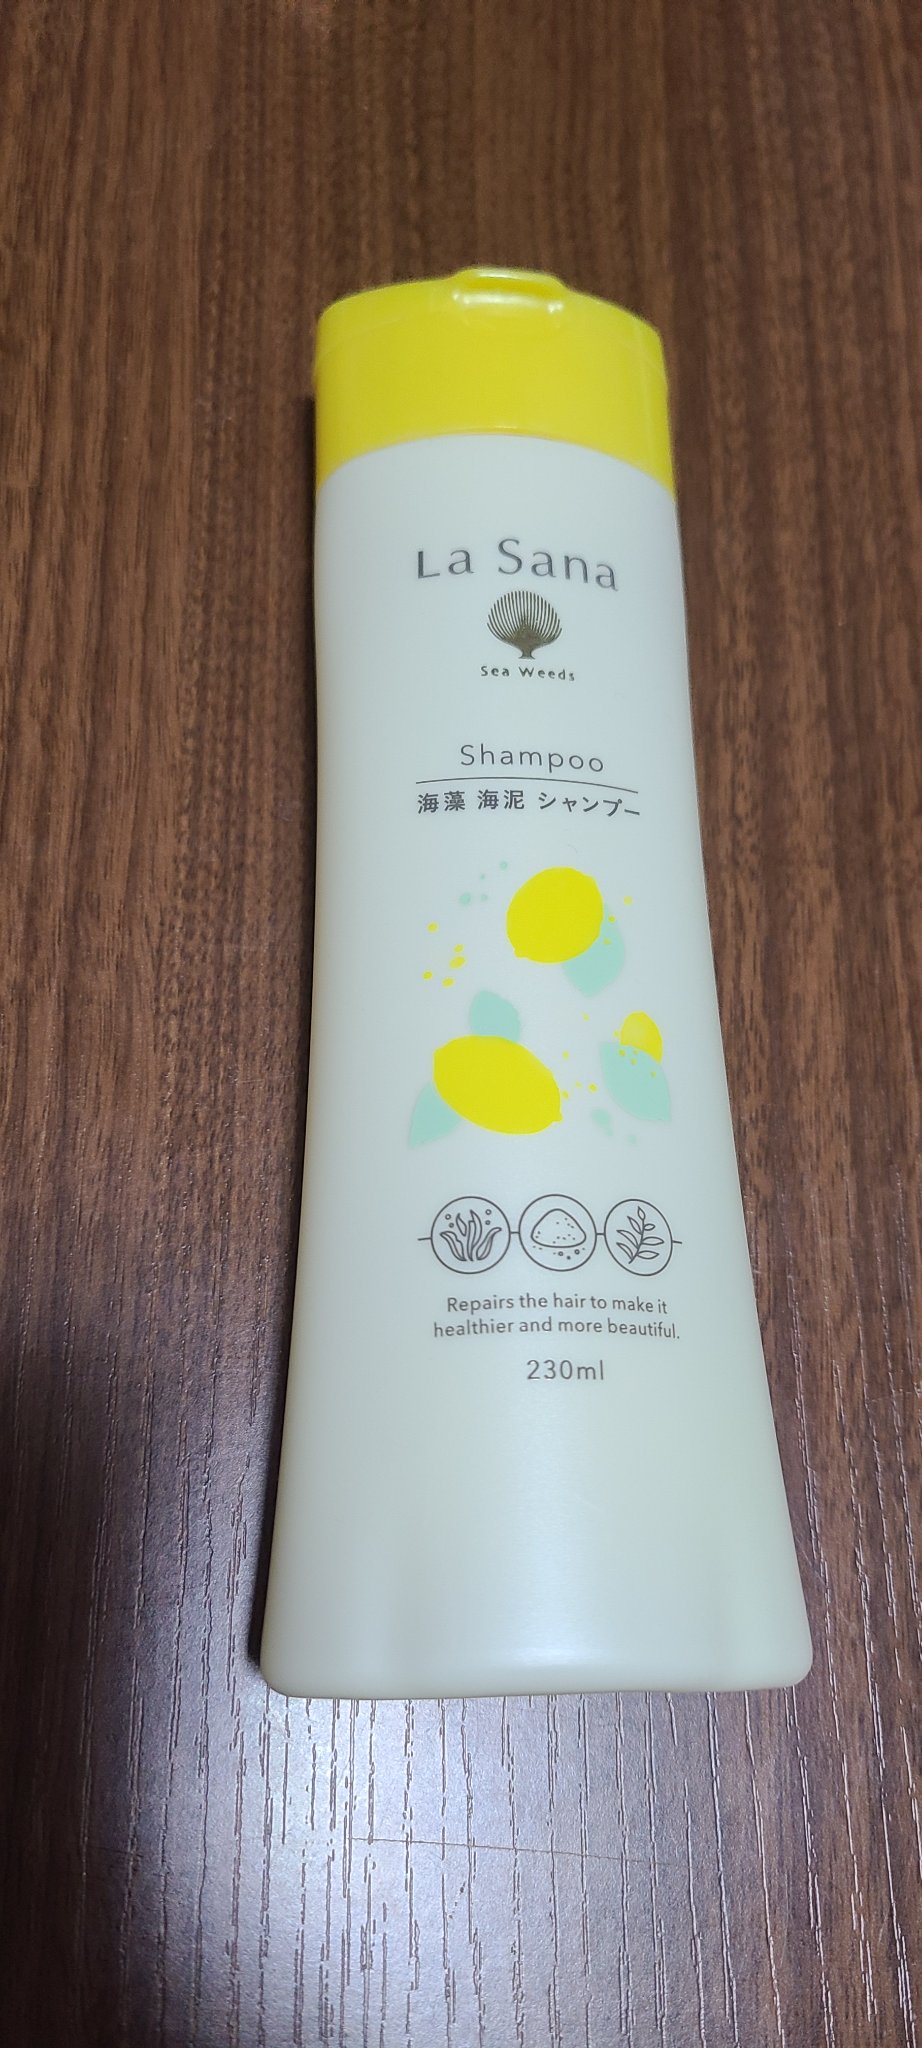 La Sana
Sea Weeds
Shampoo
海藻 海泥 シャンプー
Repairs the hair to make it
healthier and more beautiful.
230ml